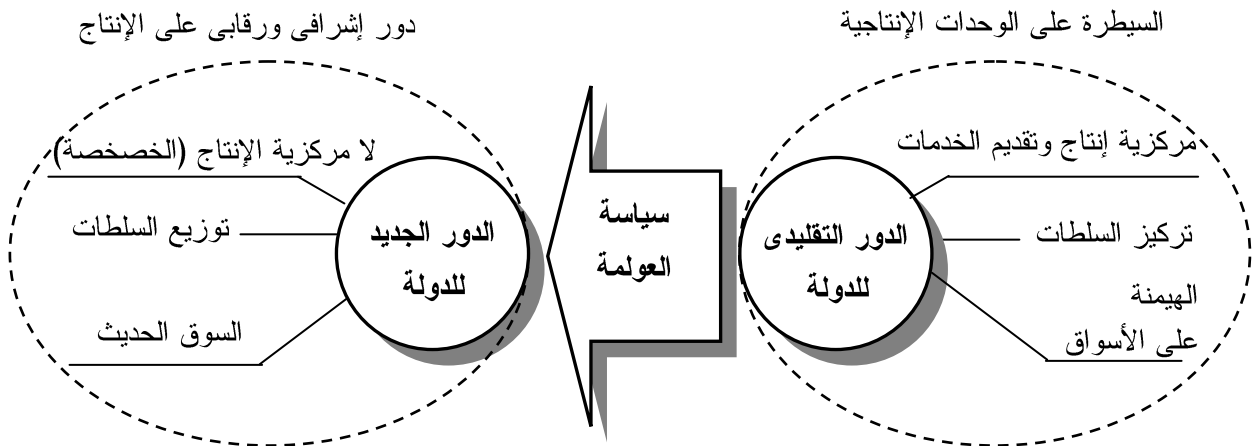 السيطرة على الوحدات الإنتاجية
مركزية إنتاج وتقديم الخدمات
تركيز السلطات
الهيمنة
على الأسواق
الدور التقليدى
للدولة
سياسة
العولمة
دور إشرافى ورقابى على الإنتاج
لا مركزية الإنتاج (الخصخصة)
توزيع السلطات
السوق الحديث
الدور الجديد
للدولة